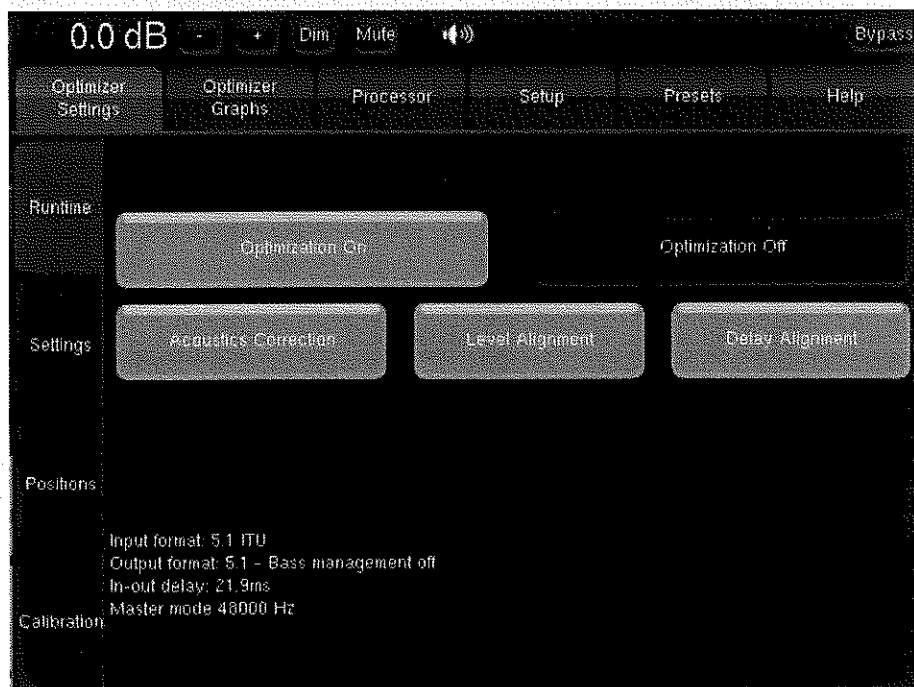 0.0 dB - + Dim Mute Bypass
Optimizer Settings Optimizer Graphs Processor Setup Presets Help
Runtime
Optimization On Optimization Off
Settings Acoustics Correction Level Alignment Delay Alignment
Positions
Input format: 5.1 ITU
Output format: 5.1 - Bass management off
In-out delay: 21.9ms
Master mode 48000 Hz
Calibration